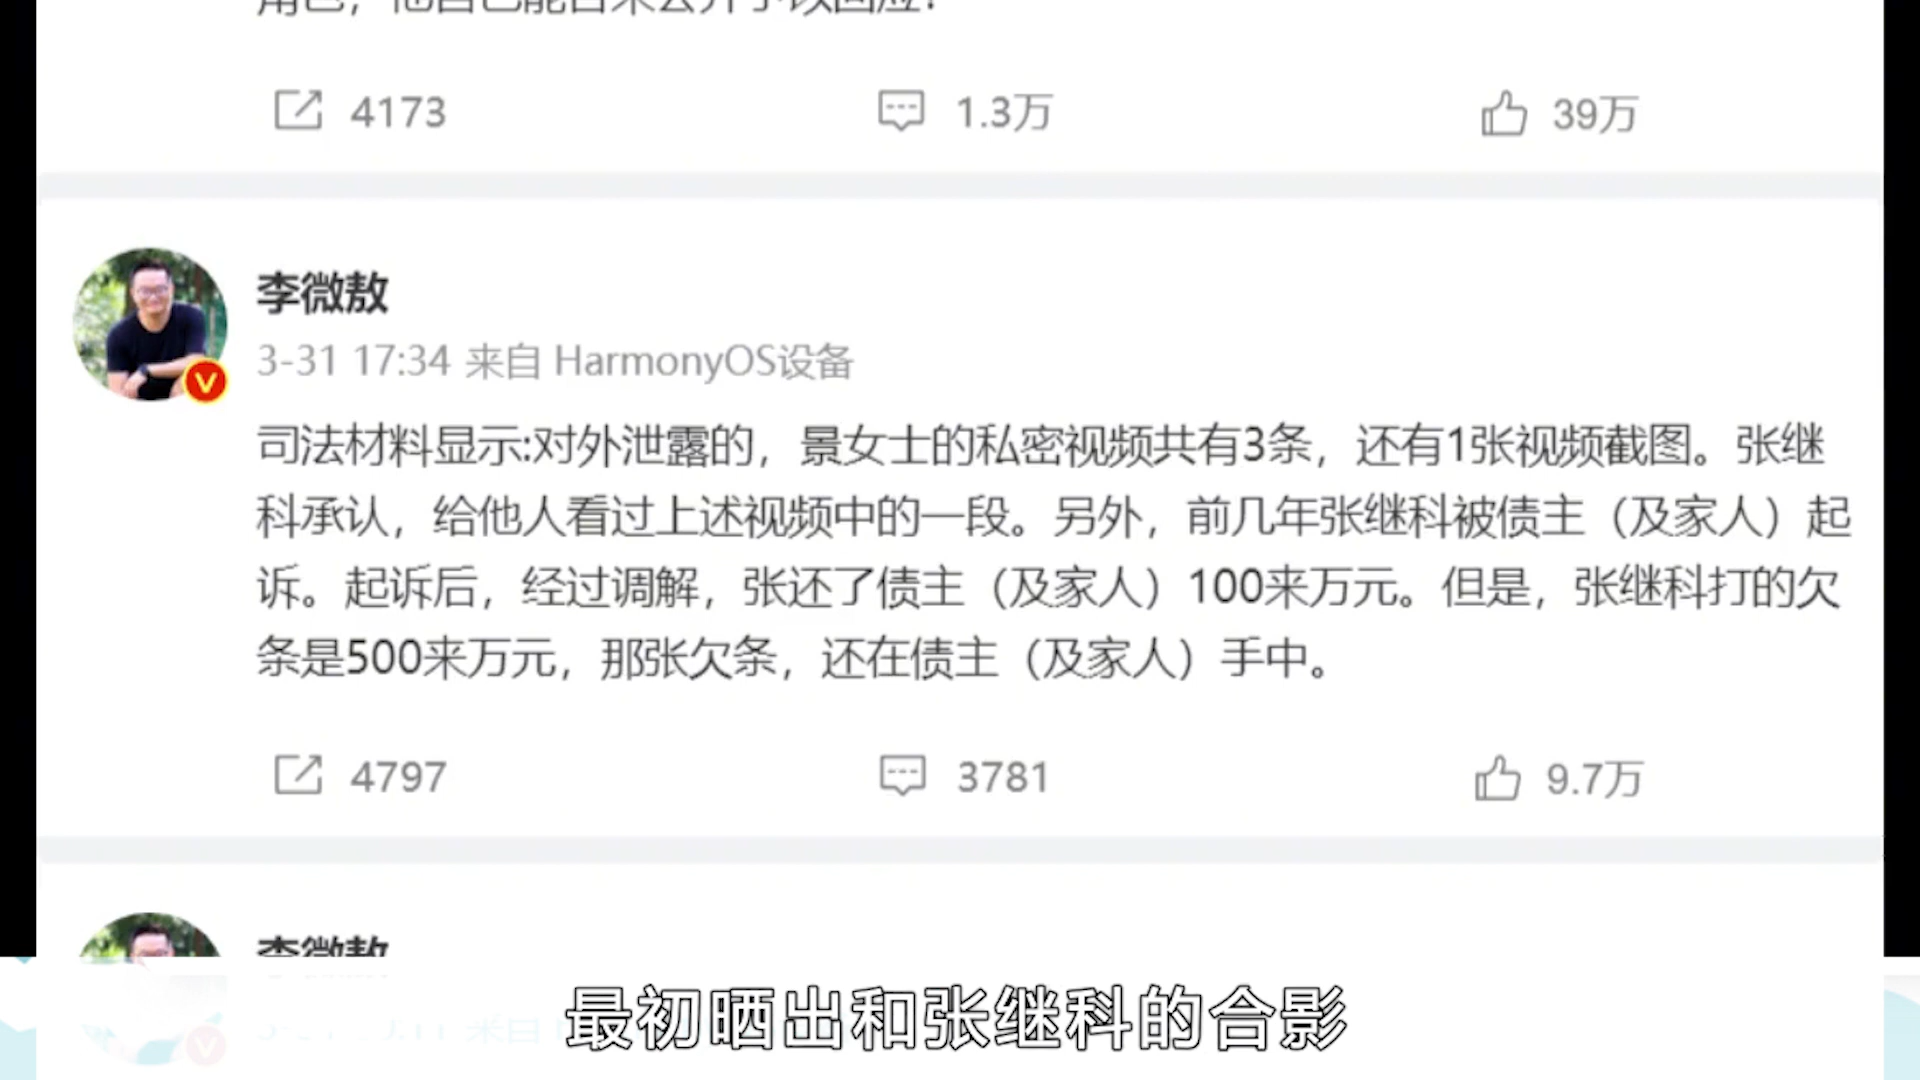 4173 1.3万 39万
李微敖
3-31 17:34 来自 HarmonyOS设备
司法材料显示:对外泄露的，景女士的私密视频共有3条，还有1张视频截图。张继
科承认，给他人看过上述视频中的一段。另外，前几年张继科被债主（及家人）起
诉。起诉后，经过调解，张还了债主（及家人）100来万元。但是，张继科打的欠
条是500来万元，那张欠条，还在债主（及家人）手中。
4797 3781 9.7万
李微敖
最初晒出和张继科的合影